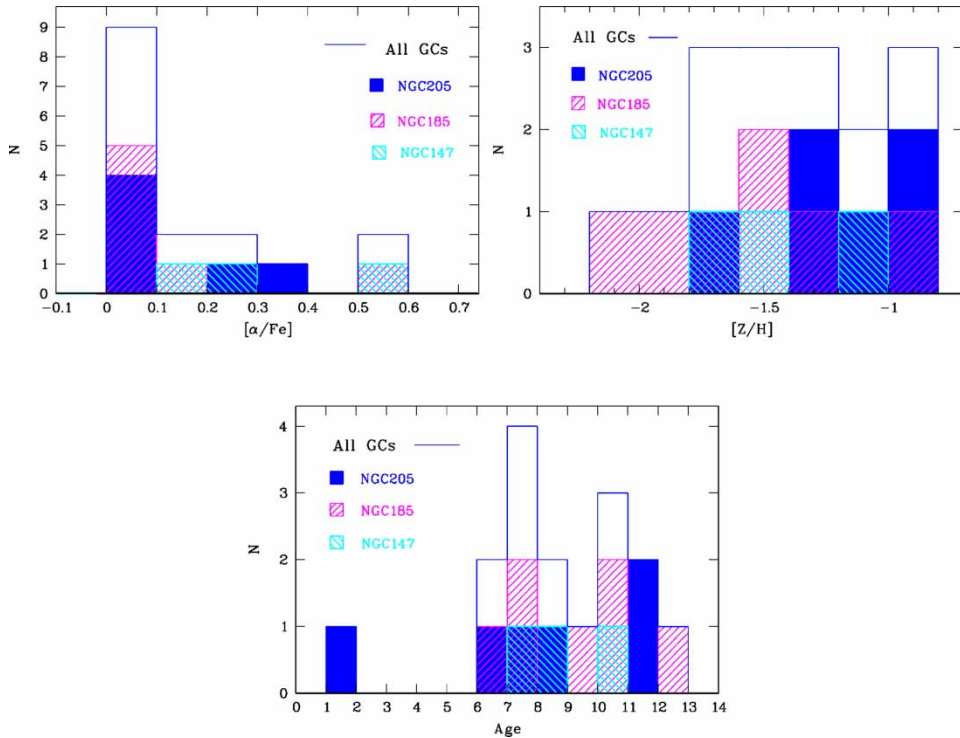 9
8
7
6
5
4
3
2
1
0
N
All GCs
NGC205
NGC185
NGC147
−0.1 0 0.1 0.2 0.3 0.4 0.5 0.6 0.7
[α/Fe]
3
2
1
0
N
All GCs
NGC205
NGC185
NGC147
−2 −1.5 −1
[Z/H]
4
3
2
1
0
N
All GCs
NGC205
NGC185
NGC147
0 1 2 3 4 5 6 7 8 9 10 11 12 13 14
Age